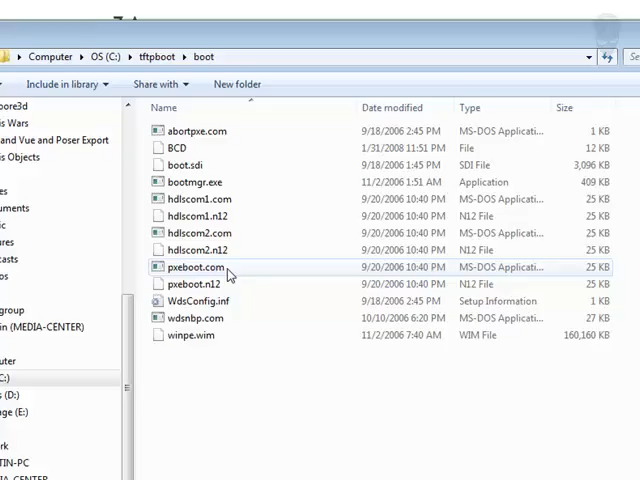 Computer ▸ OS (C:) ▸ tftpboot ▸ boot
Include in library Share with New folder
Name Date modified Type Size
abortpxe.com 9/18/2006 2:45 PM MS-DOS Applicati... 1 KB
BCD 1/31/2008 11:51 PM File 12 KB
boot.sdi 9/18/2006 1:45 PM SDI File 3,096 KB
bootmgr.exe 11/2/2006 1:51 AM Application 409 KB
hdlscom1.com 9/20/2006 10:40 PM MS-DOS Applicati... 25 KB
hdlscom1.n12 9/20/2006 10:40 PM N12 File 25 KB
hdlscom2.com 9/20/2006 10:40 PM MS-DOS Applicati... 25 KB
hdlscom2.n12 9/20/2006 10:40 PM N12 File 25 KB
pxeboot.com 9/20/2006 10:40 PM MS-DOS Applicati... 25 KB
pxeboot.n12 9/20/2006 10:40 PM N12 File 25 KB
WdsConfig.inf 9/18/2006 2:45 PM Setup Information 1 KB
wdsnbp.com 10/10/2006 6:20 PM MS-DOS Applicati... 27 KB
winpe.wim 11/2/2006 7:40 AM WIM File 160,160 KB
oore3d
is Wars
and Vue and Poser Export
is Objects
uments
ic
ures
casts
os
group
in (MEDIA-CENTER)
uter
C:)
s (D:)
nge (E:)
rk
TIN-PC
MEDIA-CENTER